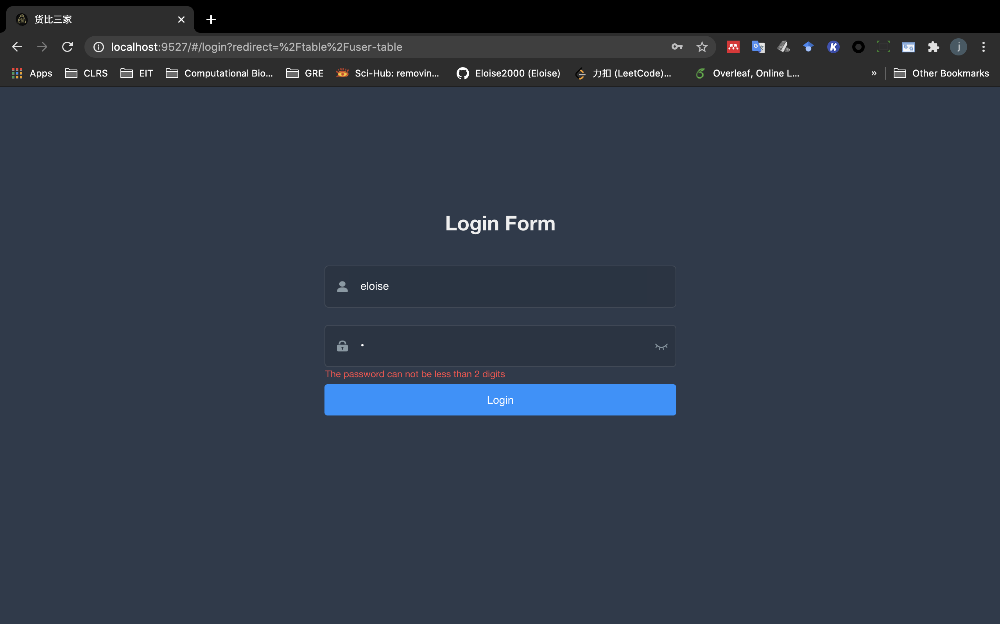 货比三家
localhost:9527/#/login?redirect=%2Ftable%2Fuser-table
j
Apps CLRS EIT Computational Bio... GRE Sci-Hub: removin... Eloise2000 (Eloise) 力扣 (LeetCode)... Overleaf, Online L... » Other Bookmarks
Login Form
eloise
The password can not be less than 2 digits
Login